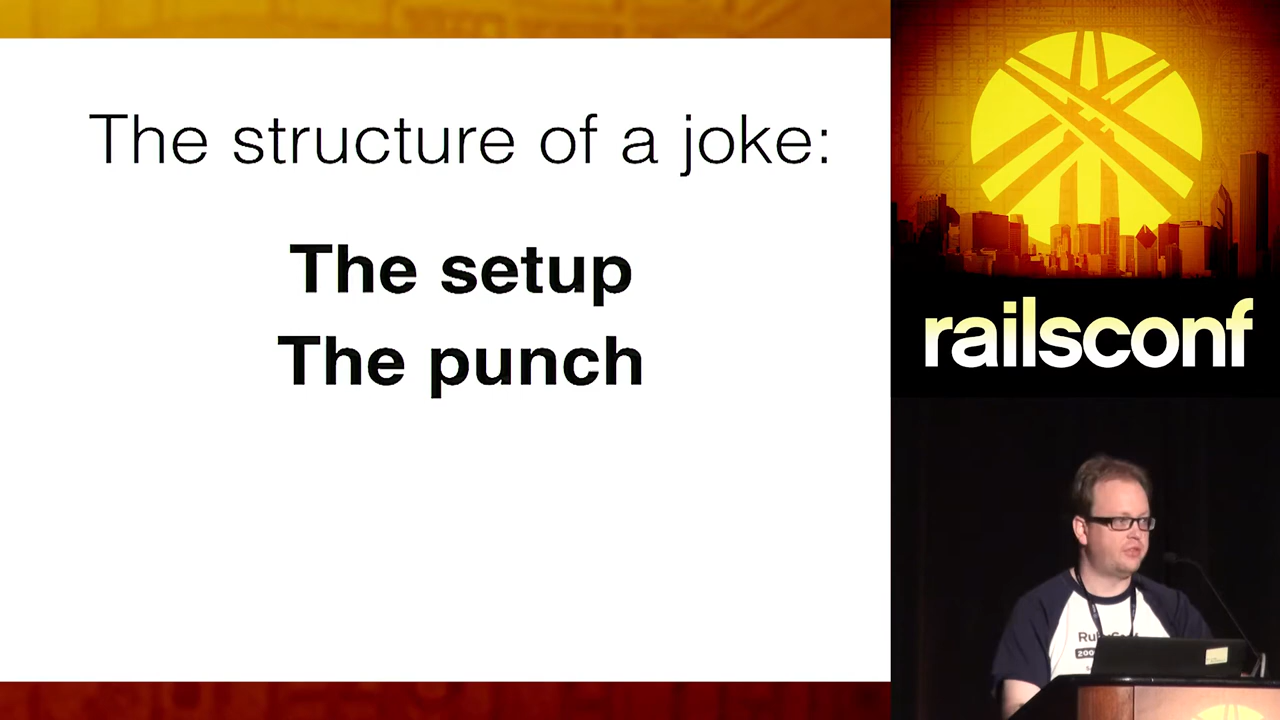 The structure of a joke:
The setup
The punch
railsconf